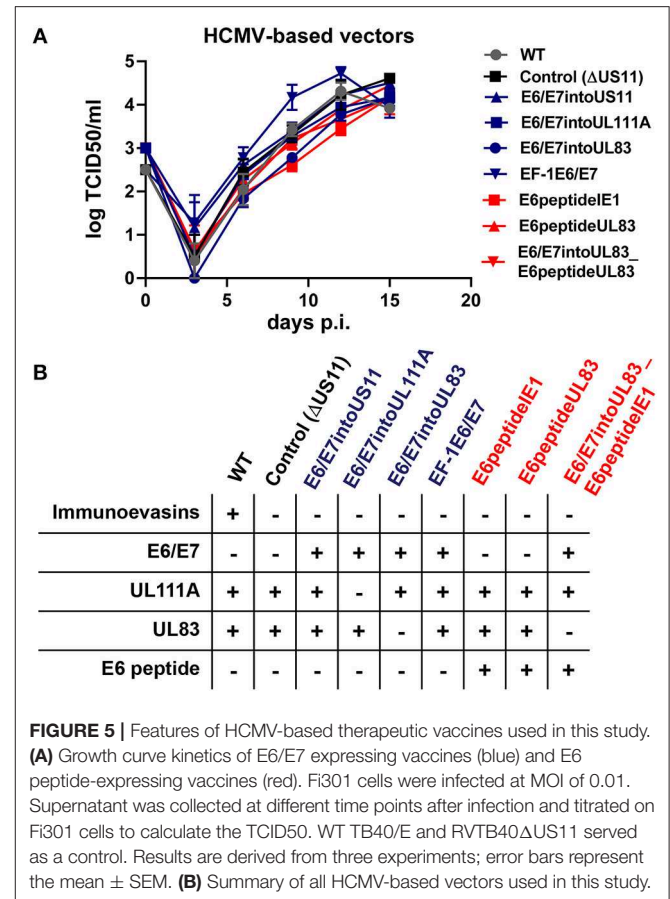 A
HCMV-based vectors
log TCID50/ml
5
4
3
2
1
0
0
5
10
15
20
days p.i.
WT
Control (ΔUS11)
E6/E7intoUS11
E6/E7intoUL111A
E6/E7intoUL83
EF-1E6/E7
E6peptideIE1
E6peptideUL83
E6/E7intoUL83_
E6peptideUL83
B
WT
Control (ΔUS11)
E6/E7intoUS11
E6/E7intoUL111A
E6/E7intoUL83
EF-1E6/E7
E6peptideIE1
E6peptideUL83
E6/E7intoUL83_
E6peptideIE1
Immunoevasins + - - - - - - - -
E6/E7 - - + + + + - - +
UL111A + + + - + + + + +
UL83 + + + + - + + + -
E6 peptide - - - - - - + + +
FIGURE 5 | Features of HCMV-based therapeutic vaccines used in this study.
(A) Growth curve kinetics of E6/E7 expressing vaccines (blue) and E6
peptide-expressing vaccines (red). Fi301 cells were infected at MOI of 0.01.
Supernatant was collected at different time points after infection and titrated on
Fi301 cells to calculate the TCID50. WT TB40/E and RVTB40ΔUS11 served
as a control. Results are derived from three experiments; error bars represent
the mean ± SEM. (B) Summary of all HCMV-based vectors used in this study.